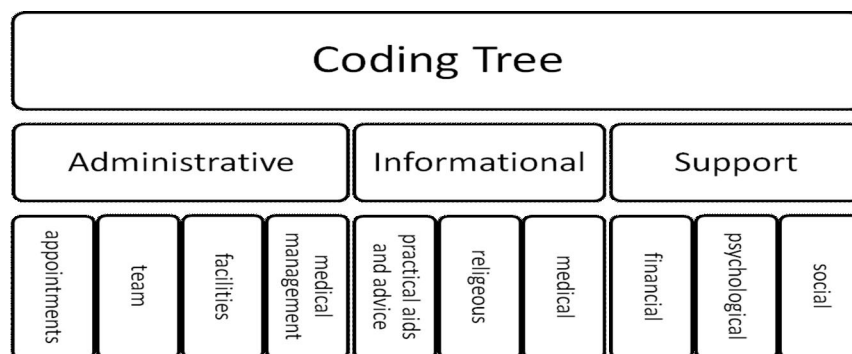 Coding Tree
Administrative
Informational
Support
appointments
team
facilities
medical
management
practical aids
and advice
religeous
medical
financial
psychological
social